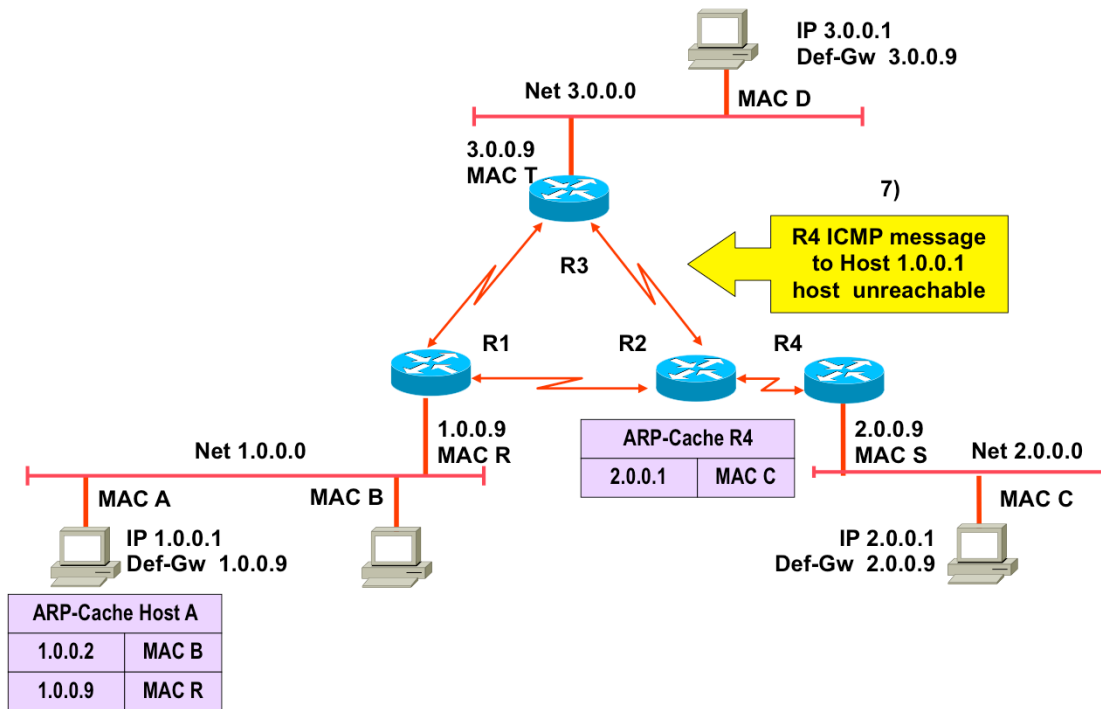 IP 3.0.0.1
Def-Gw 3.0.0.9
Net 3.0.0.0
MAC D
3.0.0.9
MAC T
7)
R4 ICMP message
to Host 1.0.0.1
host unreachable
R3
R1
R2
R4
1.0.0.9
MAC R
ARP-Cache R4
2.0.0.1 MAC C
2.0.0.9
MAC S
Net 2.0.0.0
Net 1.0.0.0
MAC A
MAC B
MAC C
IP 1.0.0.1
Def-Gw 1.0.0.9
IP 2.0.0.1
Def-Gw 2.0.0.9
ARP-Cache Host A
1.0.0.2 MAC B
1.0.0.9 MAC R